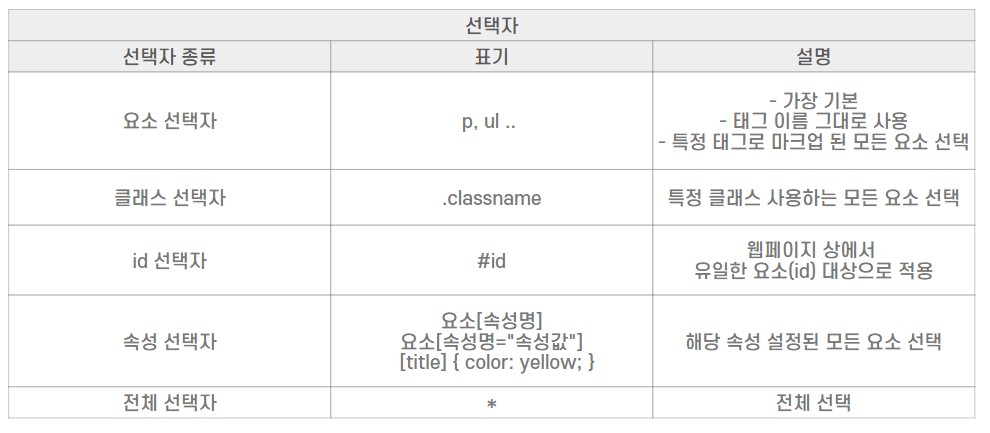 선택자
선택자 종류 표기 설명
요소 선택자 p, ul .. - 가장 기본
- 태그 이름 그대로 사용
- 특정 태그로 마크업 된 모든 요소 선택
클래스 선택자 .classname 특정 클래스 사용하는 모든 요소 선택
id 선택자 #id 웹페이지 상에서
유일한 요소(id) 대상으로 적용
속성 선택자 요소[속성명]
요소[속성명="속성값"]
[title] { color: yellow; }
해당 속성 설정된 모든 요소 선택
전체 선택자 * 전체 선택